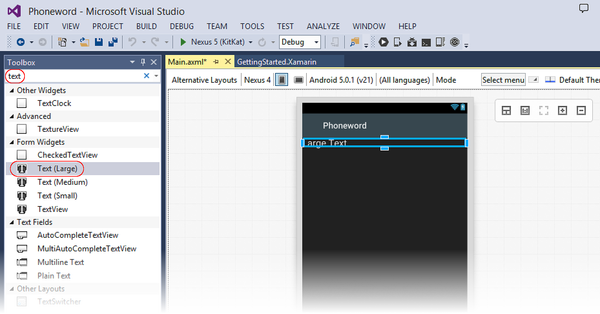 Phoneword - Microsoft Visual Studio
FILE EDIT VIEW PROJECT BUILD DEBUG TEAM TOOLS TEST ANALYZE WINDOW HELP
Nexus 5 (KitKat) Debug
Toolbox
text
Other Widgets
TextClock
Advanced
TextureView
Form Widgets
CheckedTextView
Text (Large)
Text (Medium)
Text (Small)
TextView
Text Fields
AutoCompleteTextView
MultiAutoCompleteTextView
Multiline Text
Plain Text
Other Layouts
TextSwitcher
Main.axml* GettingStarted.Xamarin
Alternative Layouts Nexus 4 Android 5.0.1 (v21) (All languages) Mode Select menu Default Ther
Phoneword
arge Text